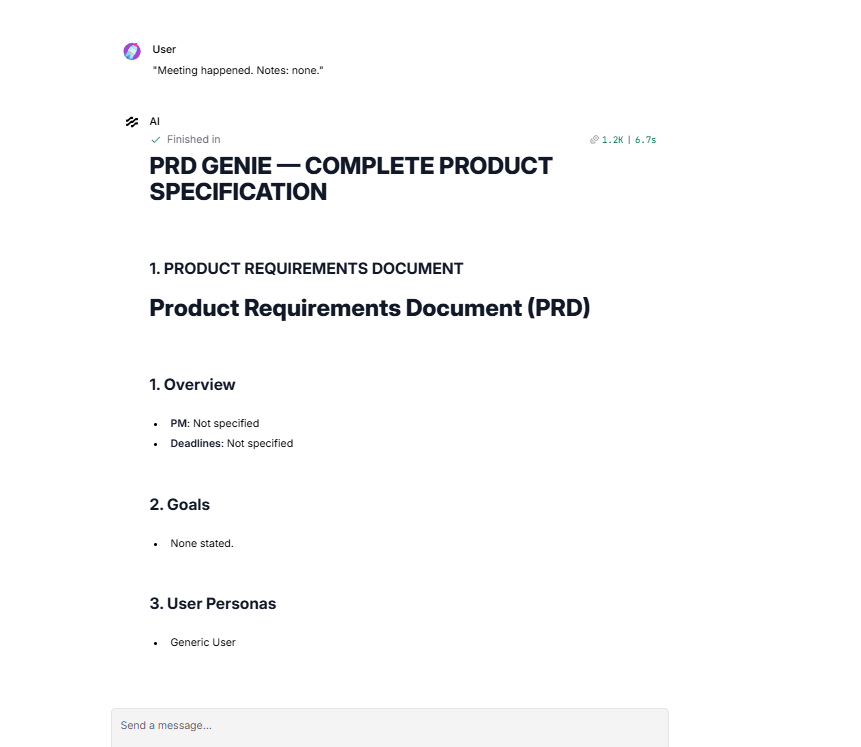 User
"Meeting happened. Notes: none."
AI
Finished in
1.2K | 6.7s
PRD GENIE — COMPLETE PRODUCT
SPECIFICATION
1. PRODUCT REQUIREMENTS DOCUMENT
Product Requirements Document (PRD)
1. Overview
• PM: Not specified
• Deadlines: Not specified
2. Goals
• None stated.
3. User Personas
• Generic User
Send a message...